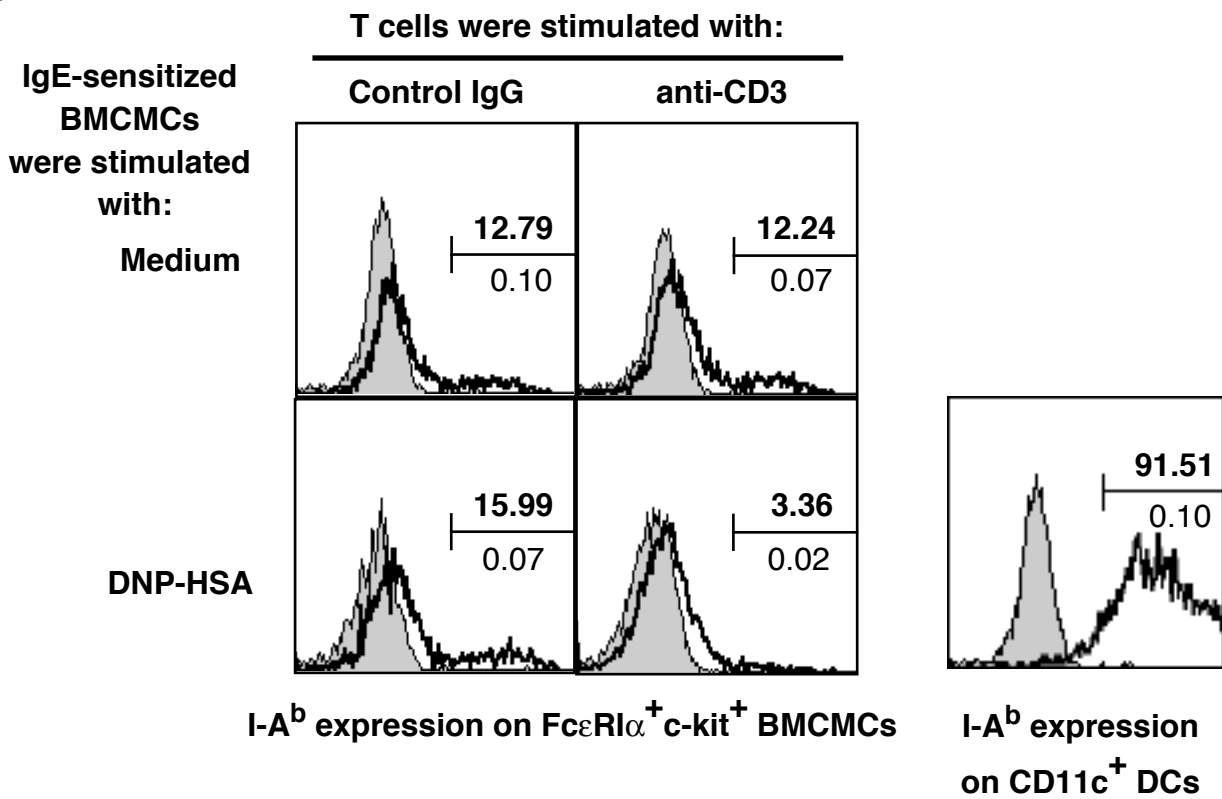 T cells were stimulated with:
IgE-sensitized
BMCMCs
were stimulated
with:
Control IgG
anti-CD3
Medium
12.79
0.10
12.24
0.07
DNP-HSA
15.99
0.07
3.36
0.02
91.51
0.10
I-Aᵇ expression on FcεRIα⁺c-kit⁺ BMCMCs
I-Aᵇ expression
on CD11c⁺ DCs